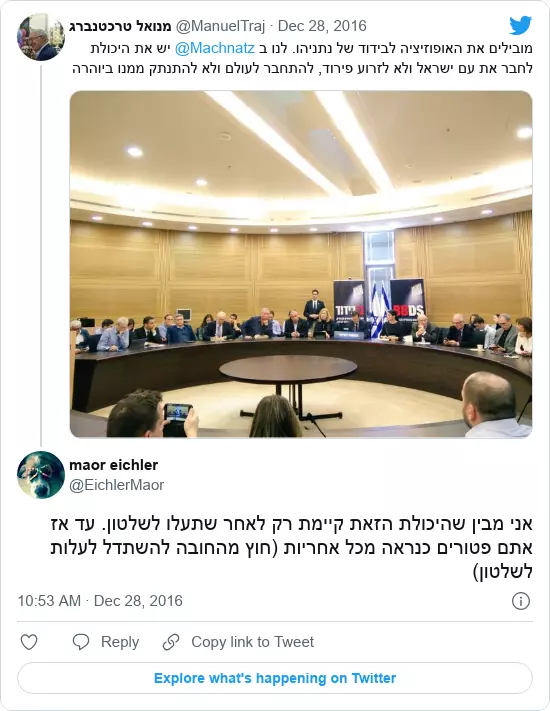 מנואל טרכטנברג @ManuelTraj · Dec 28, 2016
מובילים את האופוזיציה לבידוד של נתניהו. לנו ב @Machnatz יש את היכולת
לחבר את עם ישראל ולא לזרוע פירוד, להתחבר לעולם ולא להתנתק ממנו ביוהרה
maor eichler
@EichlerMaor
אני מבין שהיכולת הזאת קיימת רק לאחר שתעלו לשלטון. עד אז
אתם פטורים כנראה מכל אחריות (חוץ מהחובה להשתדל לעלות
לשלטון)
10:53 AM · Dec 28, 2016
Reply
Copy link to Tweet
Explore what's happening on Twitter